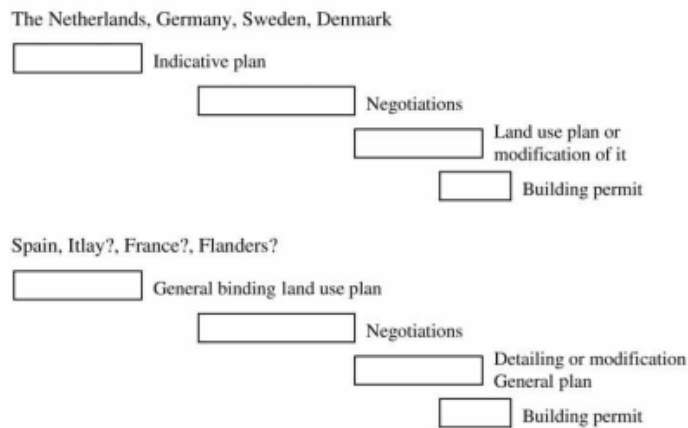 The Netherlands, Germany, Sweden, Denmark
Indicative plan
Negotiations
Land use plan or
modification of it
Building permit
Spain, Itlay?, France?, Flanders?
General binding land use plan
Negotiations
Detailing or modification
General plan
Building permit